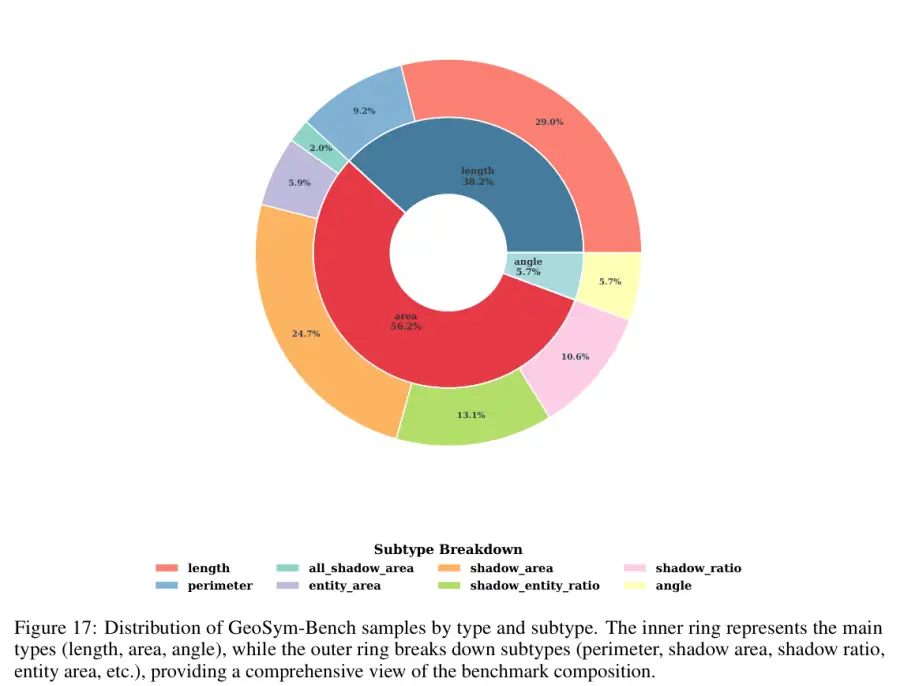 9.2%
29.0%
2.0%
length
38.2%
5.9%
angle
5.7%
5.7%
area
56.2%
24.7%
10.6%
13.1%
Subtype Breakdown
length all_shadow_area shadow_area shadow_ratio
perimeter entity_area shadow_entity_ratio angle
Figure 17: Distribution of GeoSym-Bench samples by type and subtype. The inner ring represents the main
types (length, area, angle), while the outer ring breaks down subtypes (perimeter, shadow area, shadow ratio,
entity area, etc.), providing a comprehensive view of the benchmark composition.